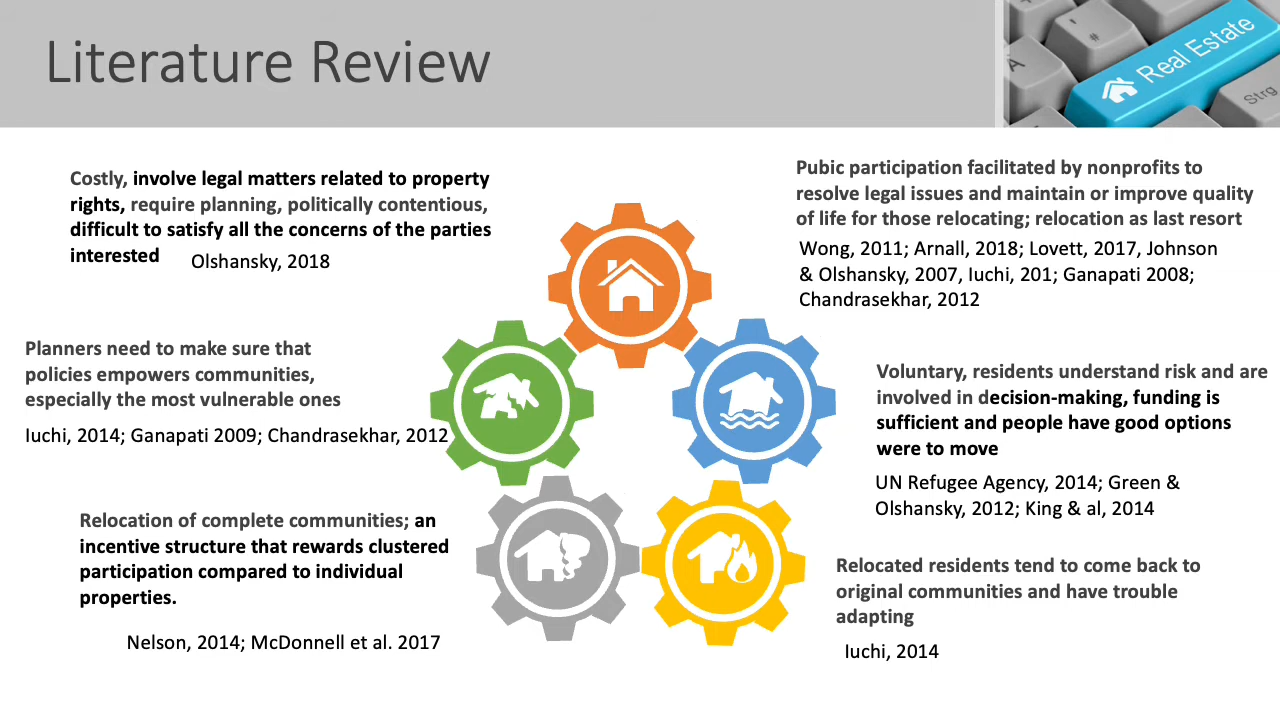 Literature Review
A
'
#
Real Estate
Strg
Costly, involve legal matters related to property
rights, require planning, politically contentious,
difficult to satisfy all the concerns of the parties
interested Olshansky, 2018
Pubic participation facilitated by nonprofits to
resolve legal issues and maintain or improve quality
of life for those relocating; relocation as last resort
Wong, 2011; Arnall, 2018; Lovett, 2017, Johnson
& Olshansky, 2007, Iuchi, 201; Ganapati 2008;
Chandrasekhar, 2012
Planners need to make sure that
policies empowers communities,
especially the most vulnerable ones
Iuchi, 2014; Ganapati 2009; Chandrasekhar, 2012
Voluntary, residents understand risk and are
involved in decision-making, funding is
sufficient and people have good options
were to move
UN Refugee Agency, 2014; Green &
Olshansky, 2012; King & al, 2014
Relocation of complete communities; an
incentive structure that rewards clustered
participation compared to individual
properties.
Nelson, 2014; McDonnell et al. 2017
Relocated residents tend to come back to
original communities and have trouble
adapting
Iuchi, 2014